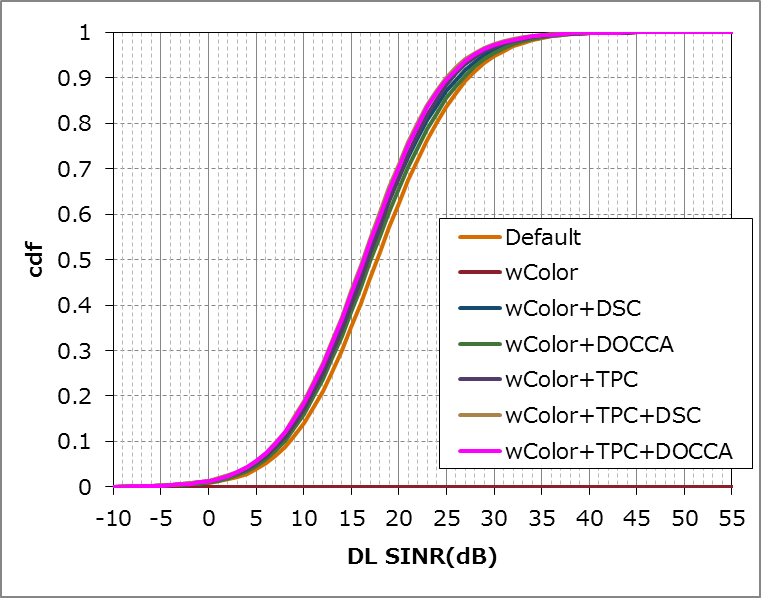 1
0.9
0.8
0.7
0.6
0.5
0.4
0.3
0.2
0.1
0
cdf
-10 -5 0 5 10 15 20 25 30 35 40 45 50 55
DL SINR(dB)
Default
wColor
wColor+DSC
wColor+DOCCA
wColor+TPC
wColor+TPC+DSC
wColor+TPC+DOCCA